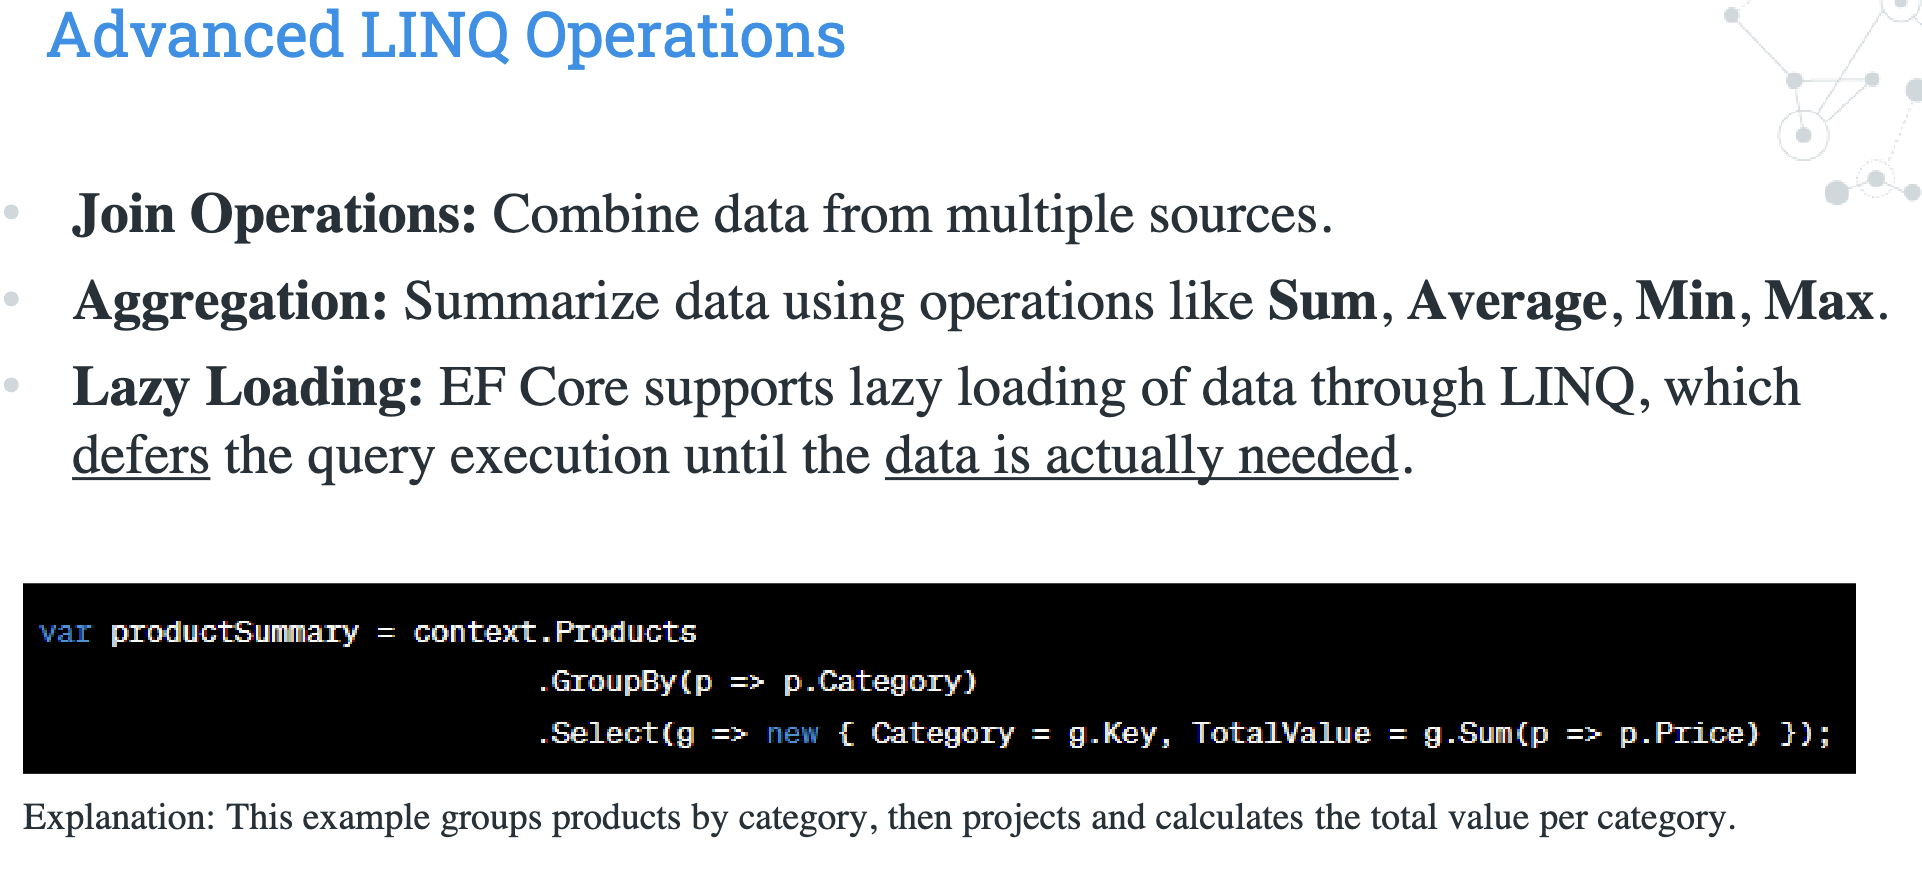 Advanced LINQ Operations
Join Operations: Combine data from multiple sources.
Aggregation: Summarize data using operations like Sum, Average, Min, Max.
Lazy Loading: EF Core supports lazy loading of data through LINQ, which
defers the query execution until the data is actually needed.
var productSummary = context.Products
.GroupBy(p => p.Category)
.Select(g => new { Category = g.Key, TotalValue = g.Sum(p => p.Price) });
Explanation: This example groups products by category, then projects and calculates the total value per category.